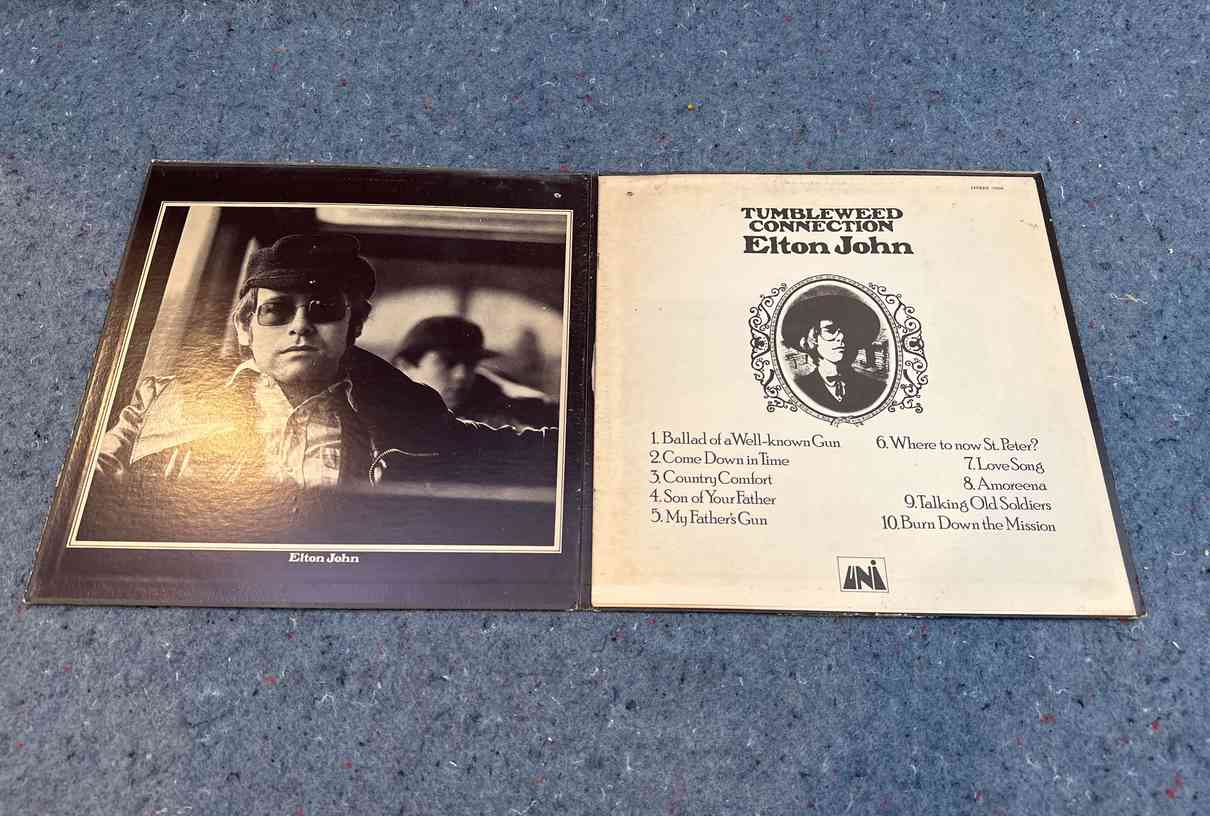 Elton John
TUMBLEWEED
CONNECTION
Elton John
1. Ballad of a Well-known Gun
2. Come Down in Time
3. Country Comfort
4. Son of Your Father
5. My Father's Gun
6. Where to now St. Peter?
7. Love Song
8. Amoreena
9. Talking Old Soldiers
10. Burn Down the Mission
UNI